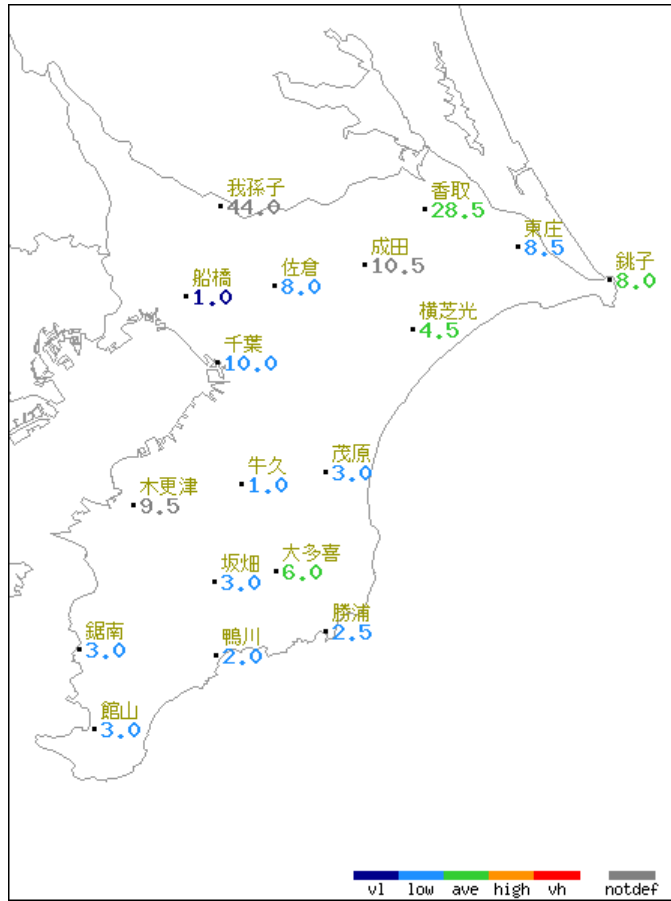 我孫子
44.0
香取
28.5
東庄
8.5
成田
10.5
銚子
8.0
佐倉
8.0
船橋
1.0
横芝光
4.5
千葉
10.0
茂原
3.0
牛久
1.0
木更津
9.5
大多喜
6.0
坂畑
3.0
勝浦
2.5
鋸南
3.0
鴨川
2.0
館山
3.0
vl low ave high vh notdef